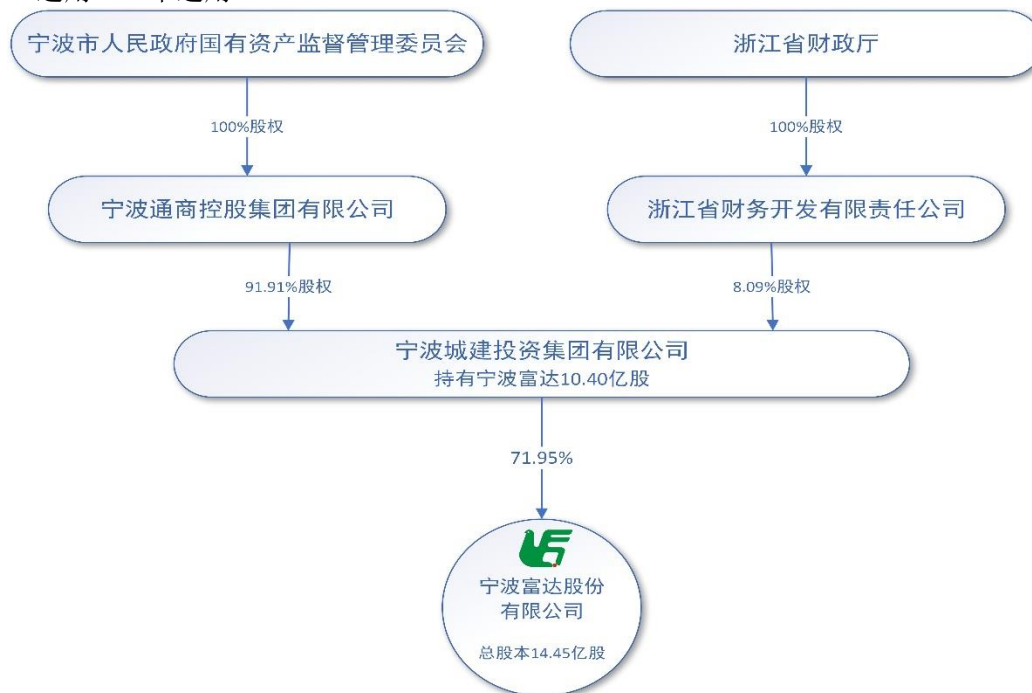 宁波市人民政府国有资产监督管理委员会
浙江省财政厅
100%股权
100%股权
宁波通商控股集团有限公司
浙江省财务开发有限责任公司
91.91%股权
8.09%股权
宁波城建投资集团有限公司
持有宁波富达10.40亿股
71.95%
宁波富达股份
有限公司
总股本14.45亿股